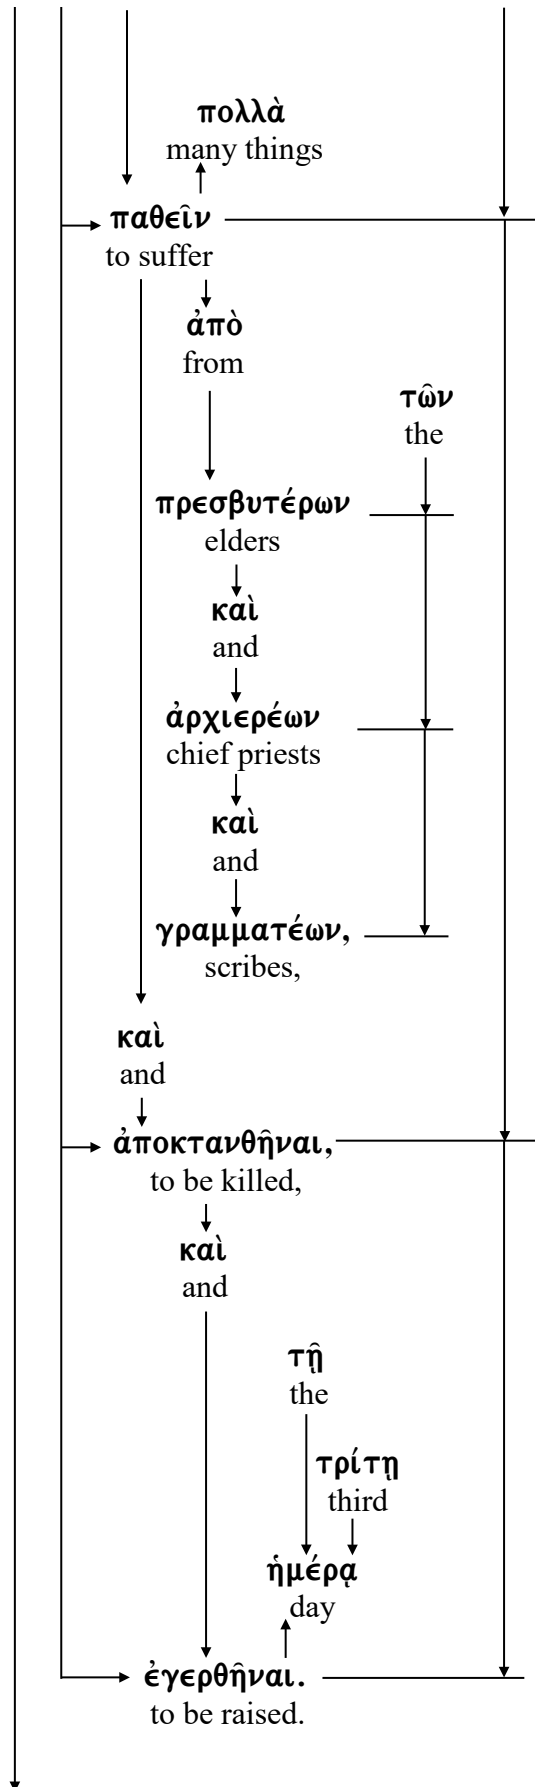 πολλὰ
many things
παθεῖν
to suffer
ἀπὸ
from
τῶν
the
πρεσβυτέρων
elders
καὶ
and
ἀρχιερέων
chief priests
καὶ
and
γραμματέων,
scribes,
καὶ
and
ἀποκτανθῆναι,
to be killed,
καὶ
and
τῇ
the
τρίτῃ
third
ἡμέρᾳ
day
ἐγερθῆναι.
to be raised.